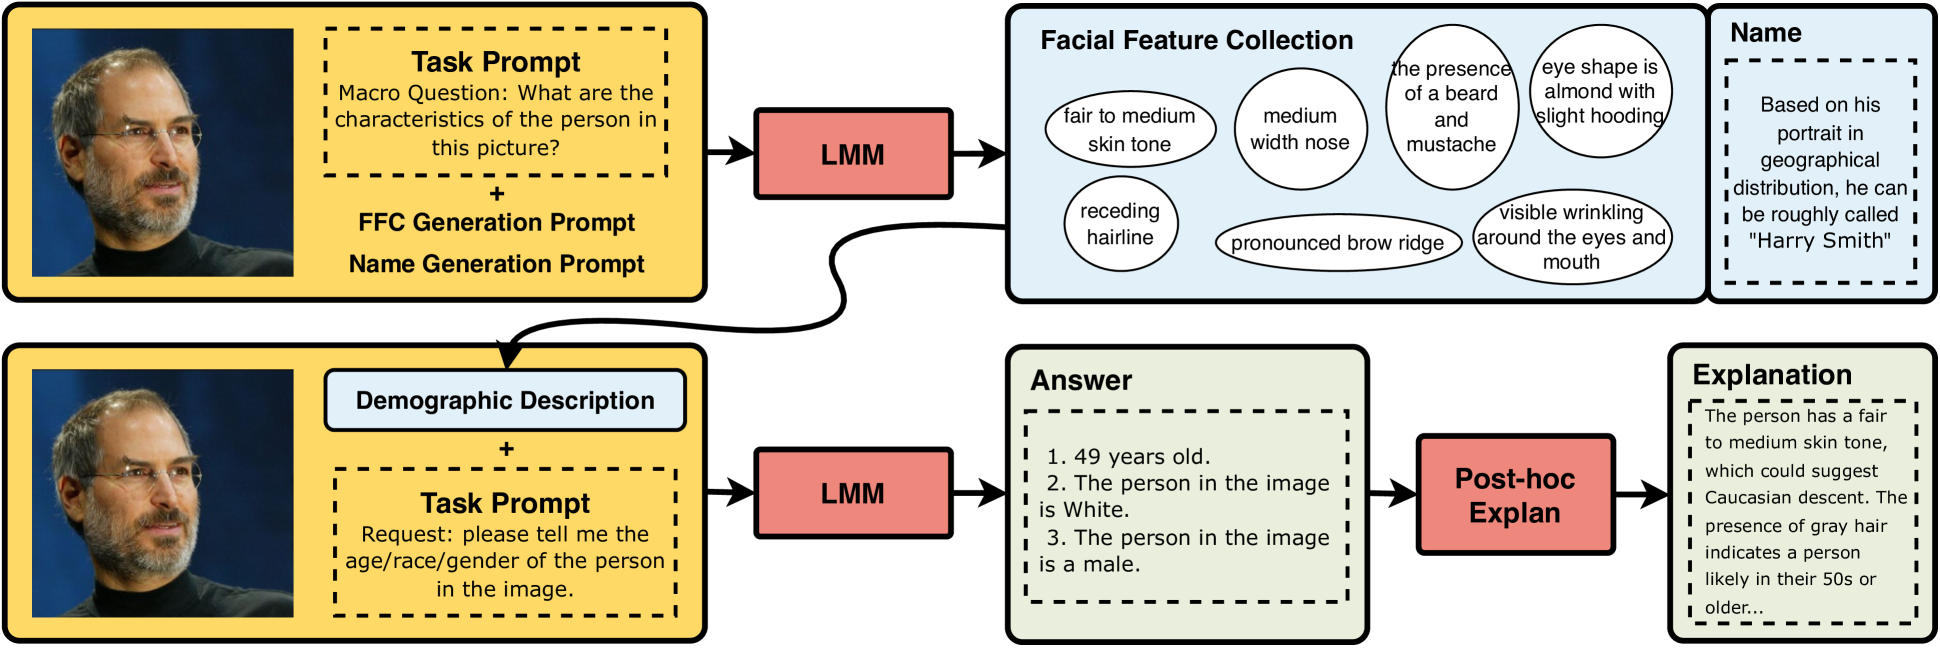 Task Prompt
Macro Question: What are the
characteristics of the person in
this picture?
+
FFC Generation Prompt
Name Generation Prompt
LMM
Facial Feature Collection
fair to medium
skin tone
medium
width nose
the presence
of a beard
and
mustache
eye shape is
almond with
slight hooding
receding
hairline
pronounced brow ridge
visible wrinkling
around the eyes and
mouth
Name
Based on his
portrait in
geographical
distribution, he can
be roughly called
"Harry Smith"
Demographic Description
+
Task Prompt
Request: please tell me the
age/race/gender of the person
in the image.
LMM
Answer
1. 49 years old.
2. The person in the image
is White.
3. The person in the image
is a male.
Post-hoc
Explan
Explanation
The person has a fair
to medium skin tone,
which could suggest
Caucasian descent. The
presence of gray hair
indicates a person
likely in their 50s or
older...